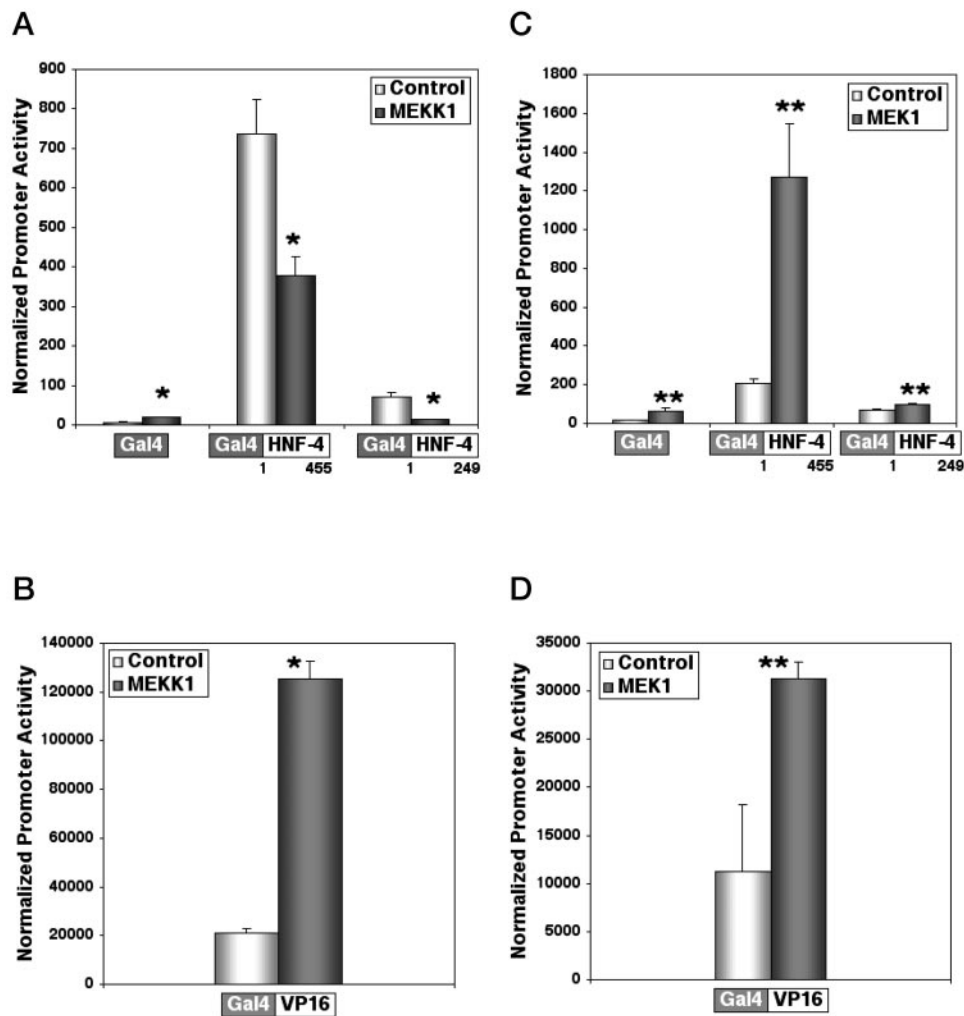 A
Normalized Promoter Activity
900
800
700
600
500
400
300
200
100
0
Control
MEKK1
*
*
*
Gal4
Gal4 HNF-4
1 455
Gal4 HNF-4
1 249
C
Normalized Promoter Activity
1800
1600
1400
1200
1000
800
600
400
200
0
Control
MEK1
**
**
**
Gal4
Gal4 HNF-4
1 455
Gal4 HNF-4
1 249
B
Normalized Promoter Activity
140000
120000
100000
80000
60000
40000
20000
0
Control
MEKK1
*
Gal4 VP16
D
Normalized Promoter Activity
35000
30000
25000
20000
15000
10000
5000
0
Control
MEK1
**
Gal4 VP16